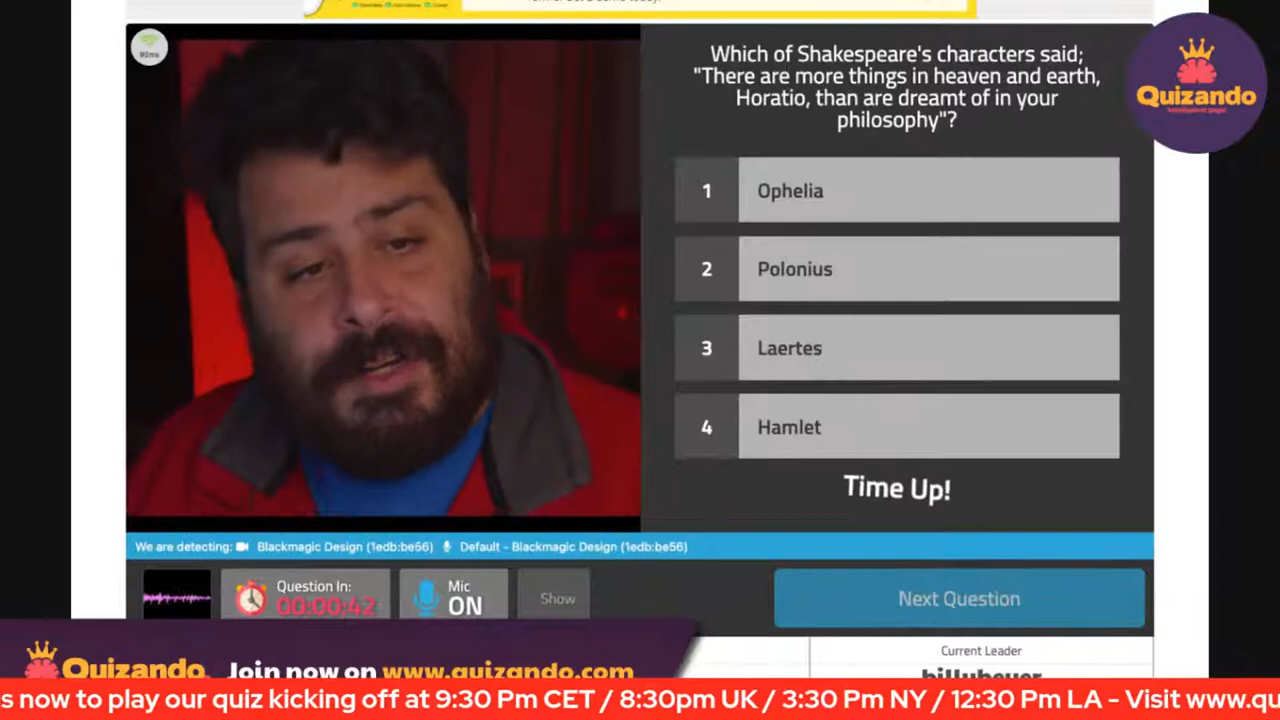 92ms
Which of Shakespeare's characters said;
"There are more things in heaven and earth,
Horatio, than are dreamt of in your
philosophy"?
Quizando
1 Ophelia
2 Polonius
3 Laertes
4 Hamlet
Time Up!
We are detecting: Blackmagic Design (1edb:be56) Default - Blackmagic Design (1edb:be56)
Question In:
00:00:42
Mic
ON
Show
Next Question
Current Leader
Quizando
Join now on www.quizando.com
s now to play our quiz kicking off at 9:30 Pm CET / 8:30pm UK / 3:30 Pm NY / 12:30 Pm LA - Visit www.qu